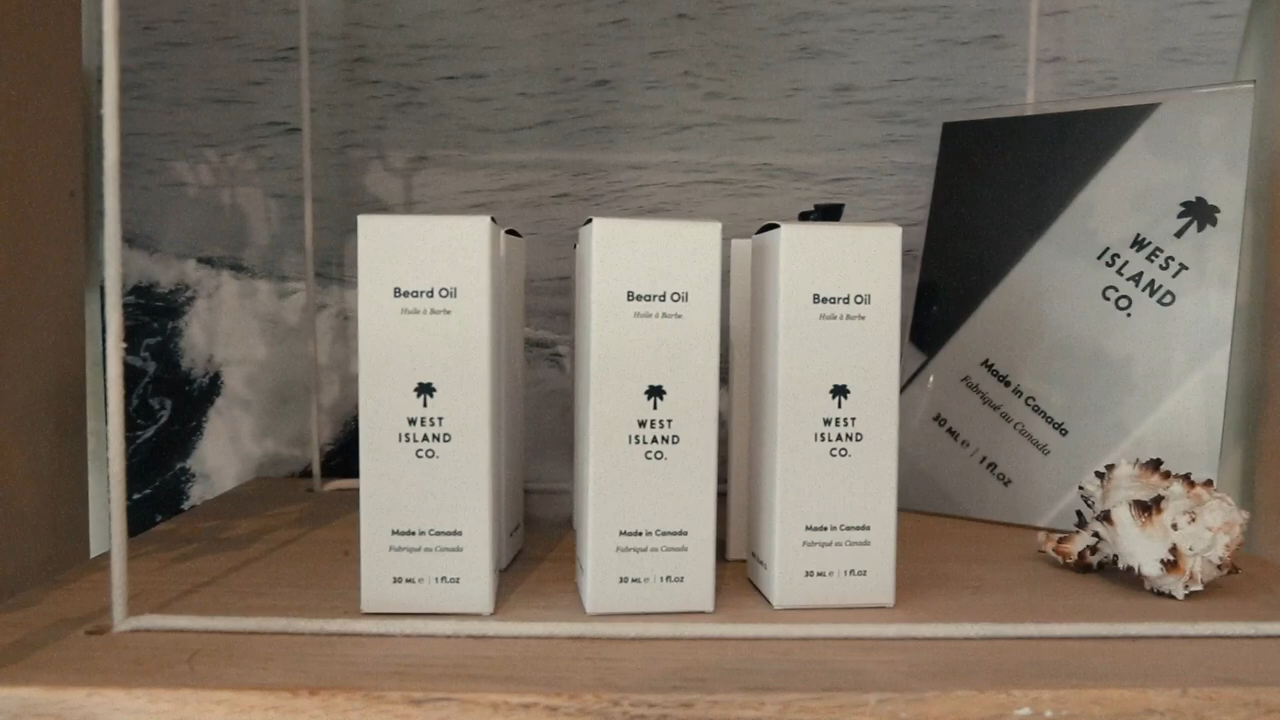 Beard Oil
Huile à Barbe
WEST
ISLAND
CO.
Made in Canada
Fabriqué au Canada
30 ML e | 1 fl.oz
Beard Oil
Huile à Barbe
WEST
ISLAND
CO.
Made in Canada
Fabriqué au Canada
30 ML e | 1 fl.oz
Beard Oil
Huile à Barbe
WEST
ISLAND
CO.
Made in Canada
Fabriqué au Canada
30 ML e | 1 fl.oz
WEST
ISLAND
CO.
Made in Canada
Fabriqué au Canada
30 ML e | 1 fl.oz